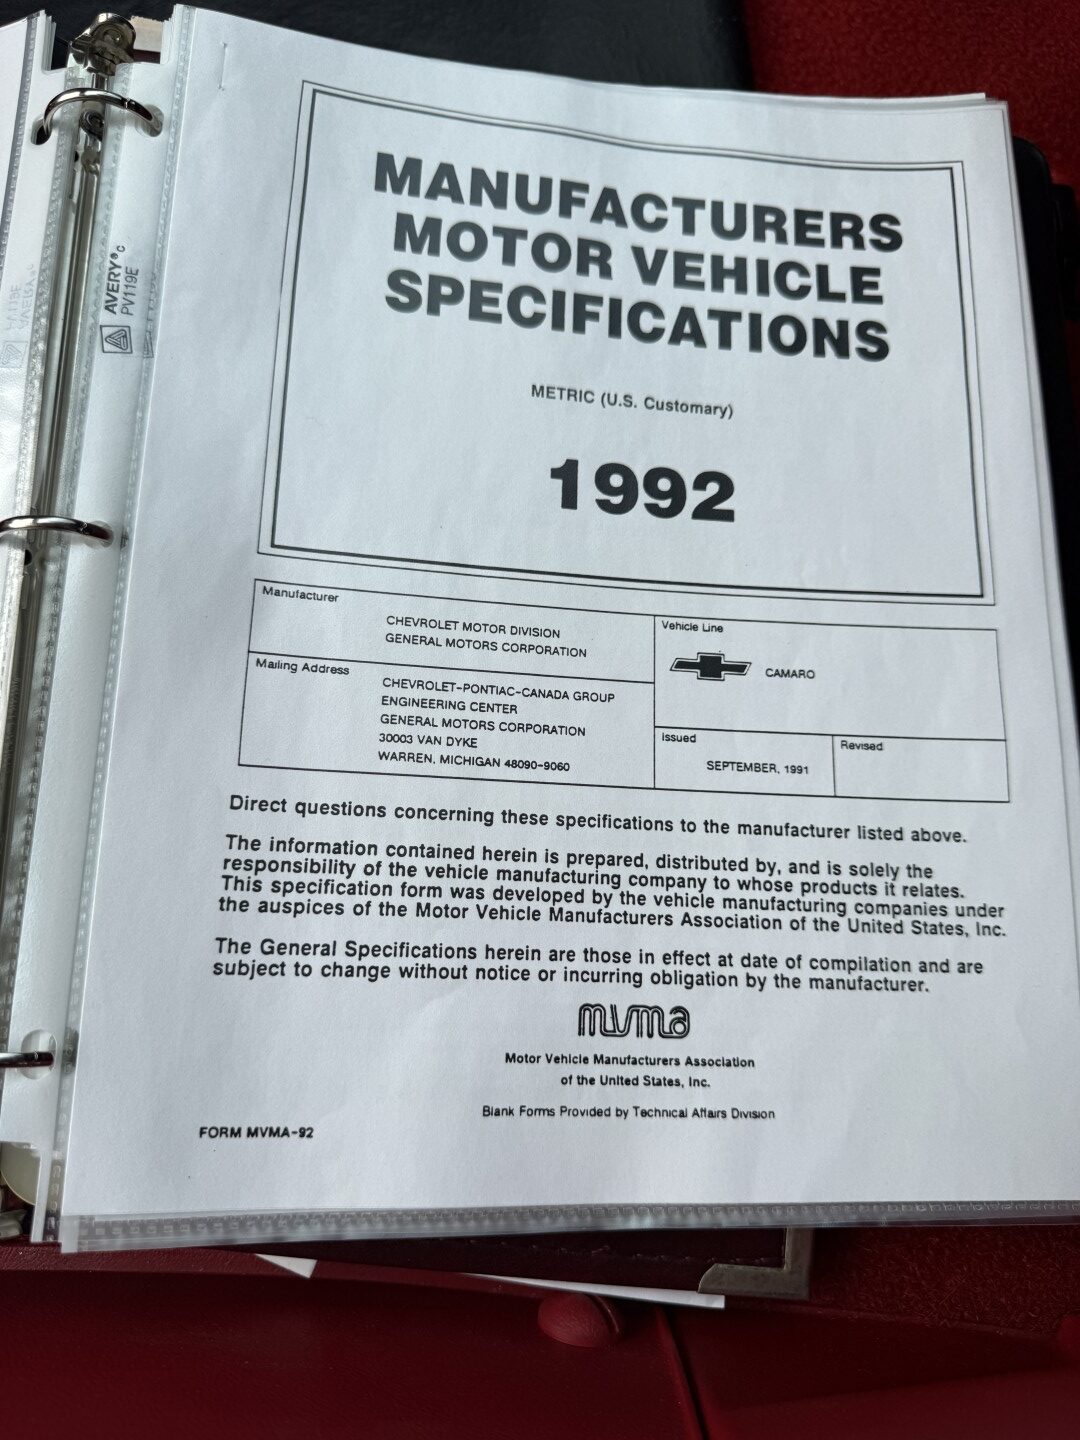 AVERY® C
PV119E
MANUFACTURERS
MOTOR VEHICLE
SPECIFICATIONS
METRIC (U.S. Customary)
1992
Manufacturer
CHEVROLET MOTOR DIVISION
GENERAL MOTORS CORPORATION
Mailing Address
CHEVROLET-PONTIAC-CANADA GROUP
ENGINEERING CENTER
GENERAL MOTORS CORPORATION
30003 VAN DYKE
WARREN, MICHIGAN 48090-9060
Vehicle Line
CAMARO
Issued
SEPTEMBER, 1991
Revised
Direct questions concerning these specifications to the manufacturer listed above.
The information contained herein is prepared, distributed by, and is solely the
responsibility of the vehicle manufacturing company to whose products it relates.
This specification form was developed by the vehicle manufacturing companies under
the auspices of the Motor Vehicle Manufacturers Association of the United States, Inc.
The General Specifications herein are those in effect at date of compilation and are
subject to change without notice or incurring obligation by the manufacturer.
mvma
Motor Vehicle Manufacturers Association
of the United States, Inc.
Blank Forms Provided by Technical Affairs Division
FORM MVMA-92